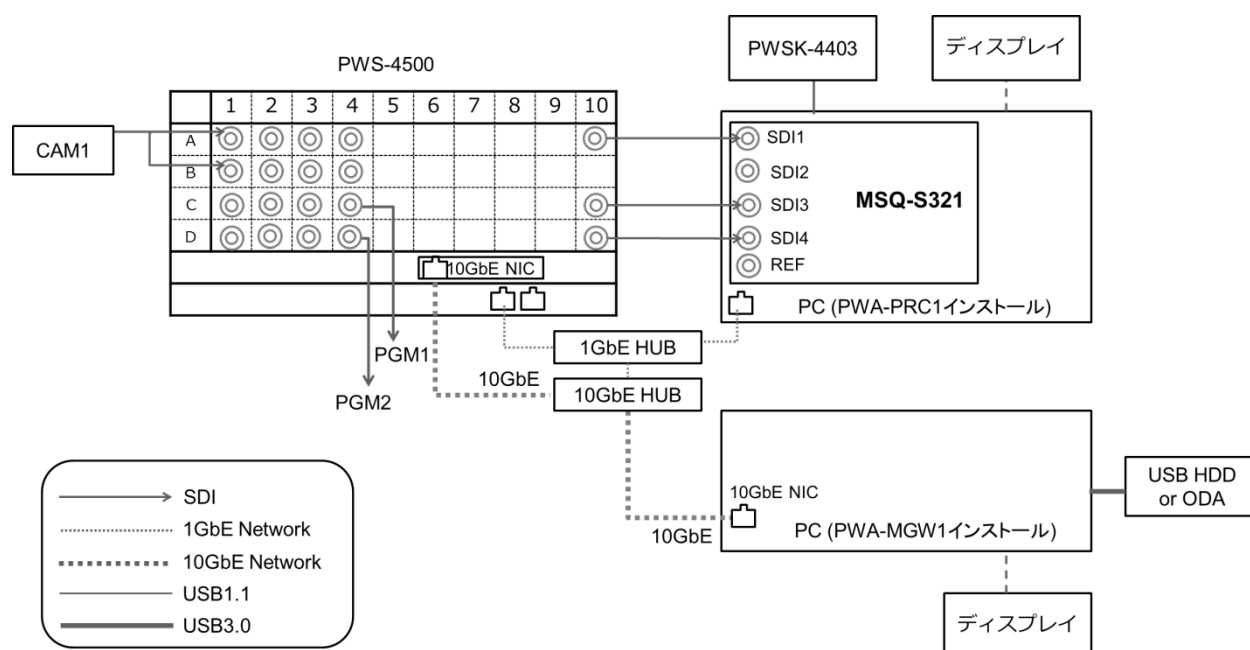 PWS-4500
PWSK-4403
ディスプレイ
CAM1
1 2 3 4 5 6 7 8 9 10
A
B
C
D
10GbE NIC
SDI1
SDI2
SDI3
SDI4
REF
MSQ-S321
PC (PWA-PRC1インストール)
PGM1
PGM2
1GbE HUB
10GbE
10GbE HUB
10GbE NIC
10GbE
PC (PWA-MGW1インストール)
USB HDD
or ODA
ディスプレイ
SDI
1GbE Network
10GbE Network
USB1.1
USB3.0